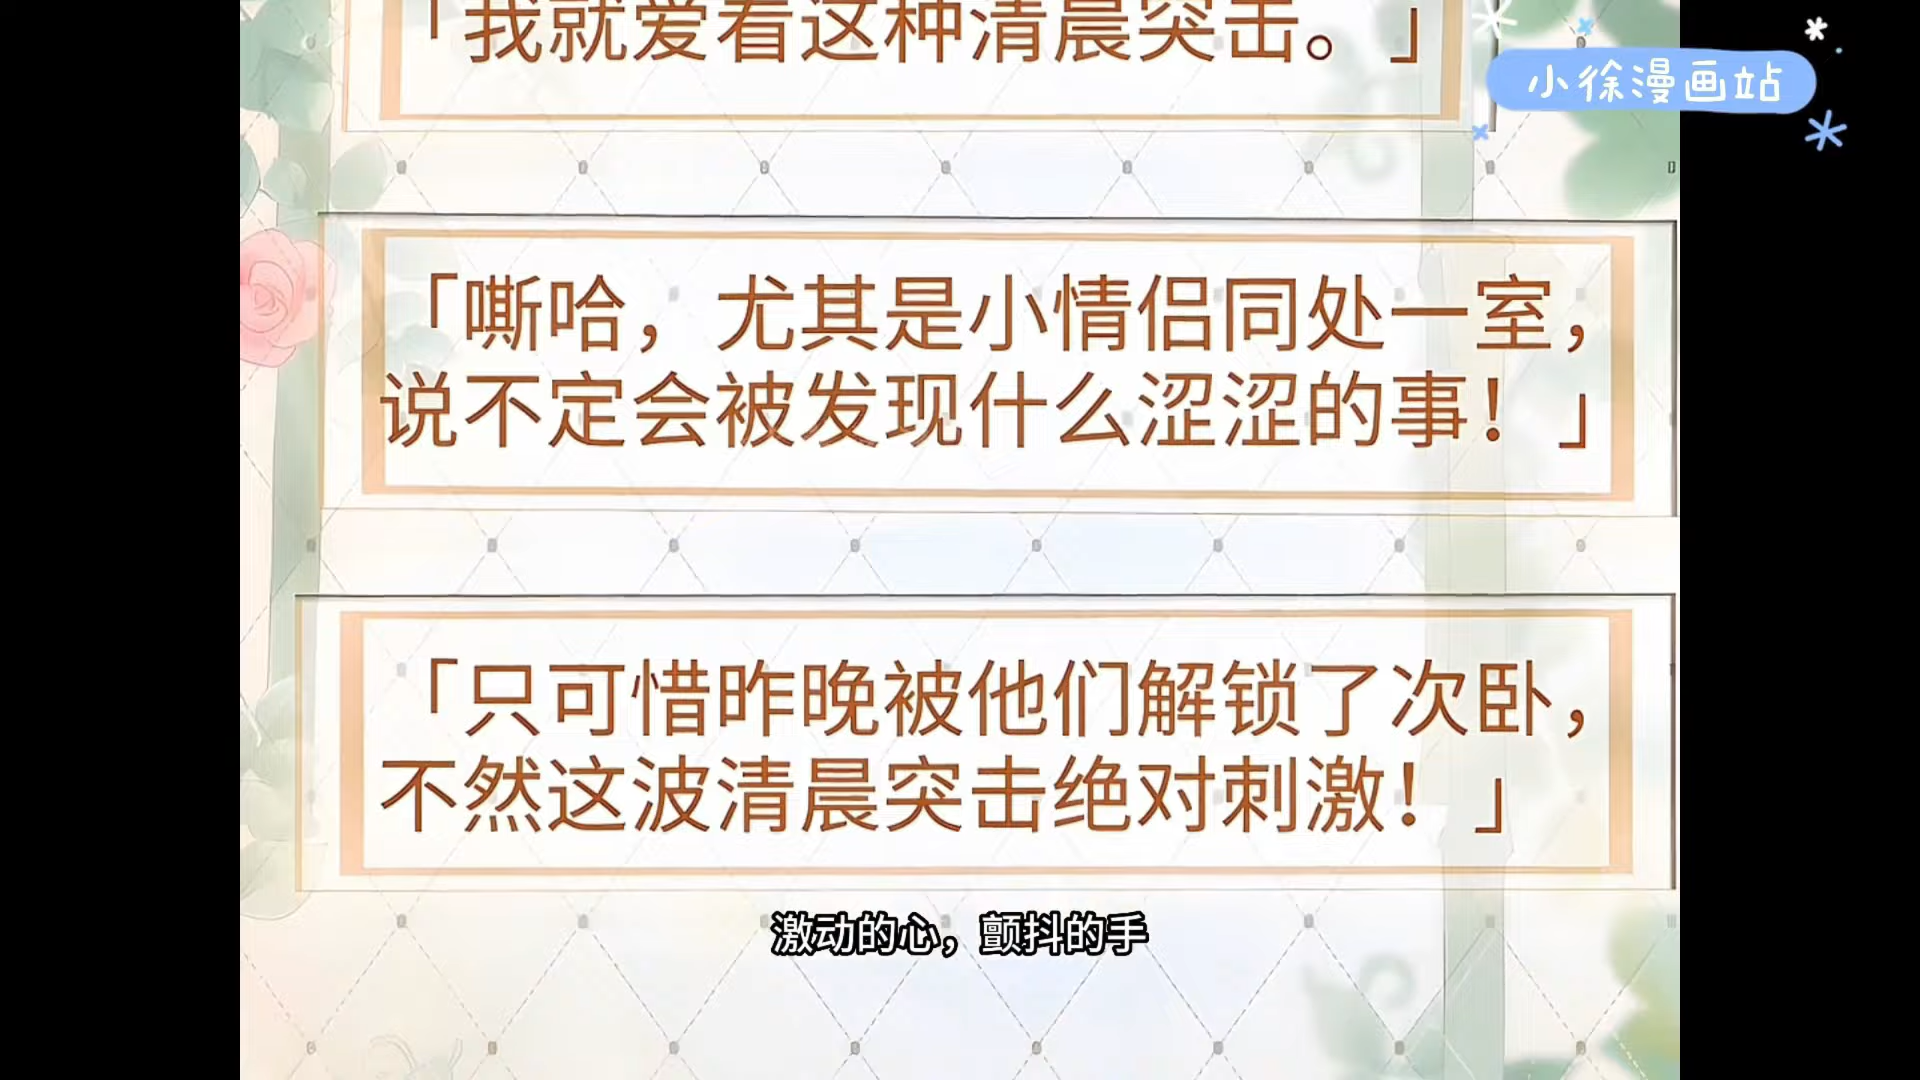 「我就爱看这种清晨突击。」
小徐漫画站
「嘶哈，尤其是小情侣同处一室，
说不定会被发现什么涩涩的事！」
「只可惜昨晚被他们解锁了次卧，
不然这波清晨突击绝对刺激！」
激动的心，颤抖的手